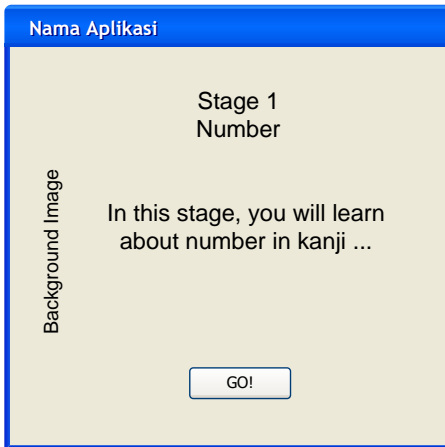 Nama Aplikasi
Stage 1
Number
Background Image
In this stage, you will learn
about number in kanji ...
GO!